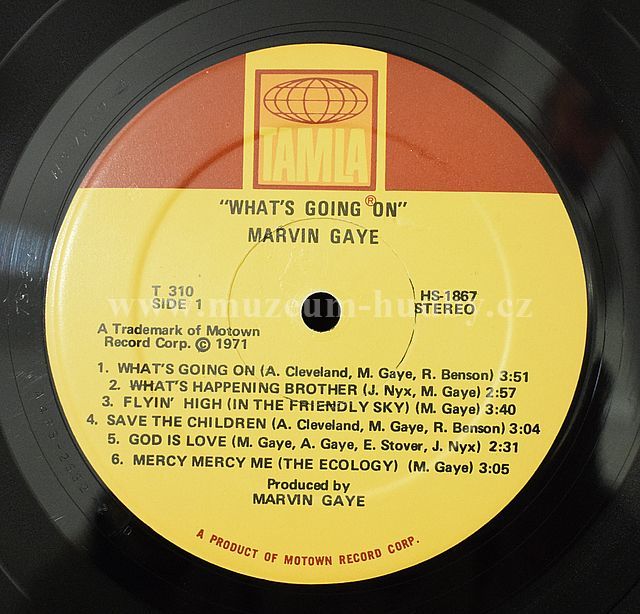 TAMLA
®
"WHAT'S GOING ON"
MARVIN GAYE
T 310
SIDE 1
HS-1867
STEREO
www.muzeum-hudby.cz
A Trademark of Motown
Record Corp. © 1971
1. WHAT'S GOING ON (A. Cleveland, M. Gaye, R. Benson) 3:51
2. WHAT'S HAPPENING BROTHER (J. Nyx, M. Gaye) 2:57
3. FLYIN' HIGH (IN THE FRIENDLY SKY) (M. Gaye) 3:40
4. SAVE THE CHILDREN (A. Cleveland, M. Gaye, R. Benson) 3:04
5. GOD IS LOVE (M. Gaye, A. Gaye, E. Stover, J. Nyx) 2:31
6. MERCY MERCY ME (THE ECOLOGY) (M. Gaye) 3:05
Produced by
MARVIN GAYE
A PRODUCT OF MOTOWN RECORD CORP.